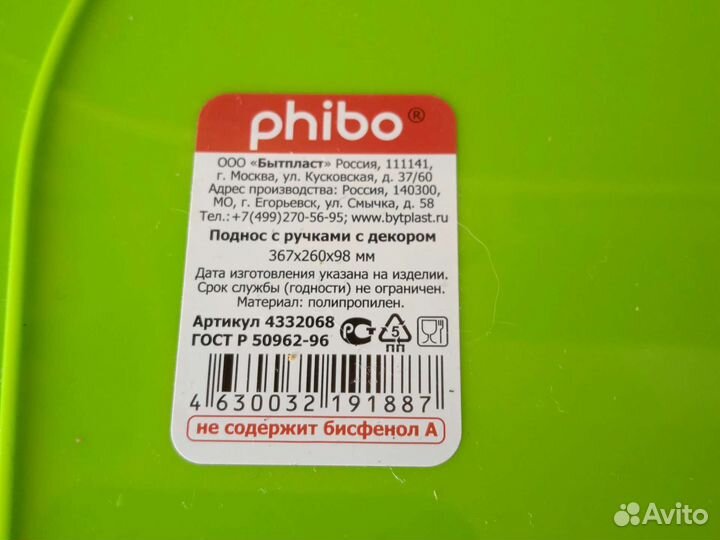 phibo®
ООО «Бытпласт» Россия, 111141,
г. Москва, ул. Кусковская, д. 37/60
Адрес производства: Россия, 140300,
МО, г. Егорьевск, ул. Смычка, д. 58
Тел.:+7(499)270-56-95; www.bytplast.ru
Поднос с ручками с декором
367х260х98 мм
Дата изготовления указана на изделии.
Срок службы (годности) не ограничен.
Материал: полипропилен.
Артикул 4332068
ГОСТ Р 50962-96
РСТ
5
ПП
4 630032 191887
не содержит бисфенол А
Avito